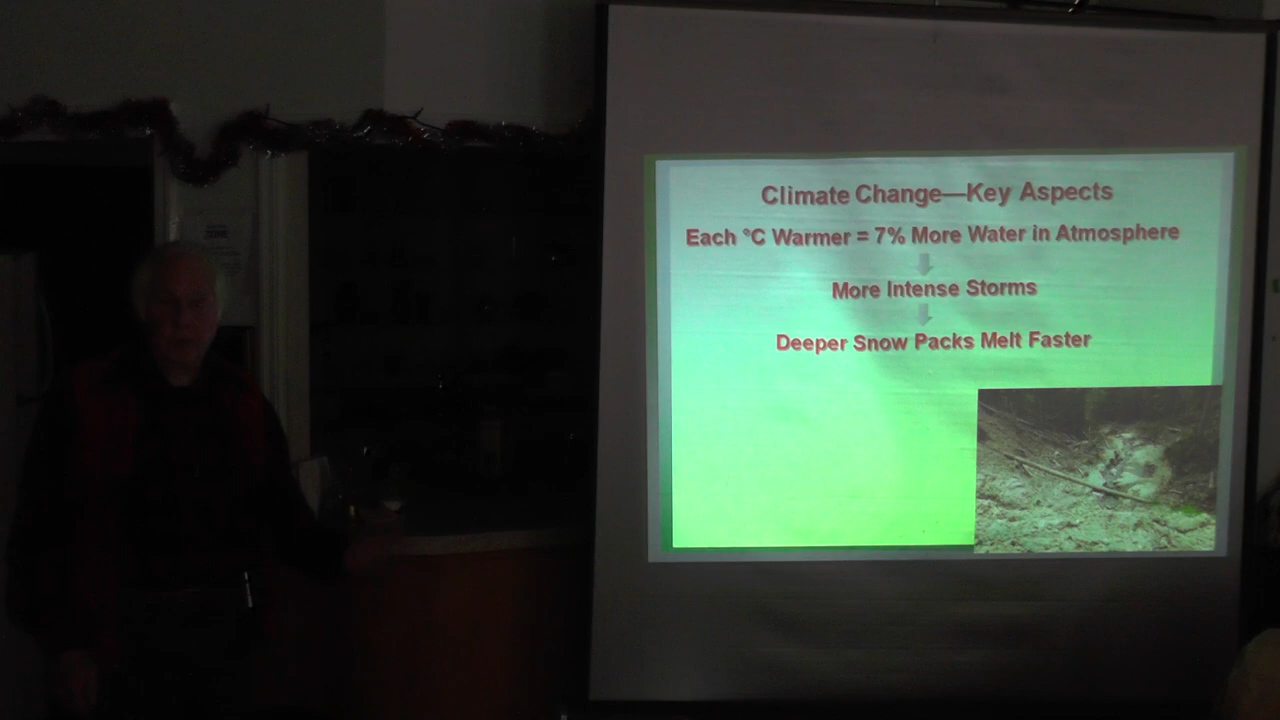 Climate Change—Key Aspects
Each °C Warmer = 7% More Water in Atmosphere
More Intense Storms
Deeper Snow Packs Melt Faster